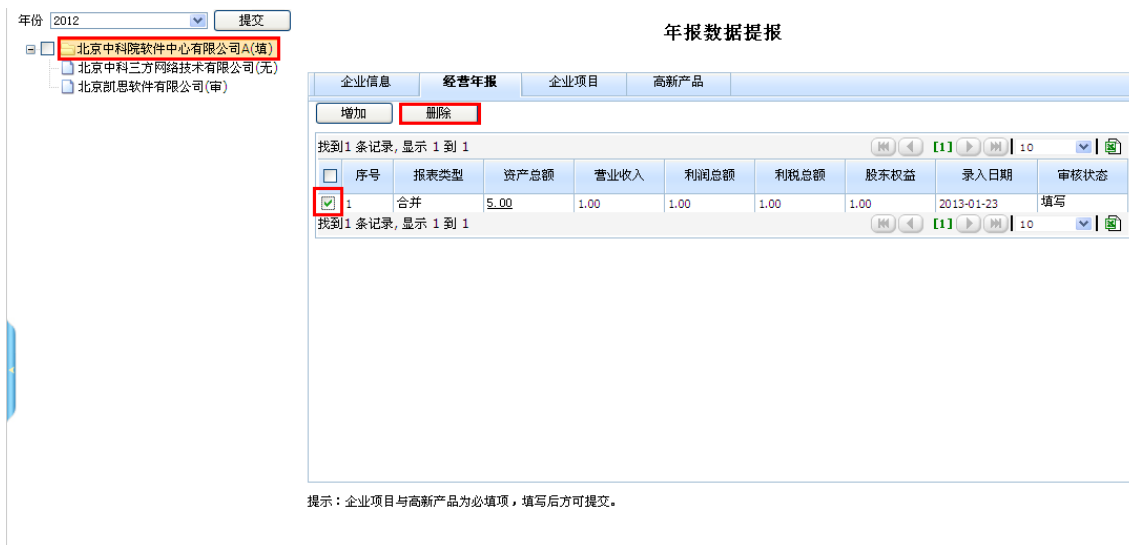 年份 2012 提交
北京中科院软件中心有限公司A(填)
北京中科三方网络技术有限公司(无)
北京凯思软件有限公司(审)
年报数据提报
企业信息 经营年报 企业项目 高新产品
增加 删除
找到1 条记录, 显示 1 到 1 [1] 10
序号 报表类型 资产总额 营业收入 利润总额 利税总额 股东权益 录入日期 审核状态
1 合并 5.00 1.00 1.00 1.00 1.00 2013-01-23 填写
找到1 条记录, 显示 1 到 1 [1] 10
提示：企业项目与高新产品为必填项，填写后方可提交。